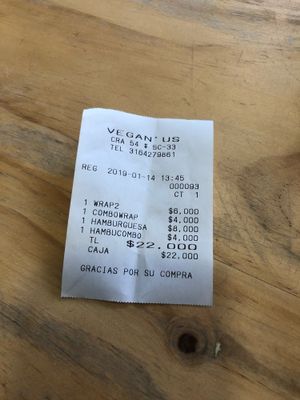 VEGAN'US
CRA 54 # 5C-33
TEL 3164279861
REG 2019-01-14 13:45
000093
CT 1
1 WRAP2 $6,000
1 COMBOWRAP $4,000
1 HAMBURGUESA $8,000
1 HAMBUCOMBO $4,000
TL $22,000
CAJA $22,000
GRACIAS POR SU COMPRA